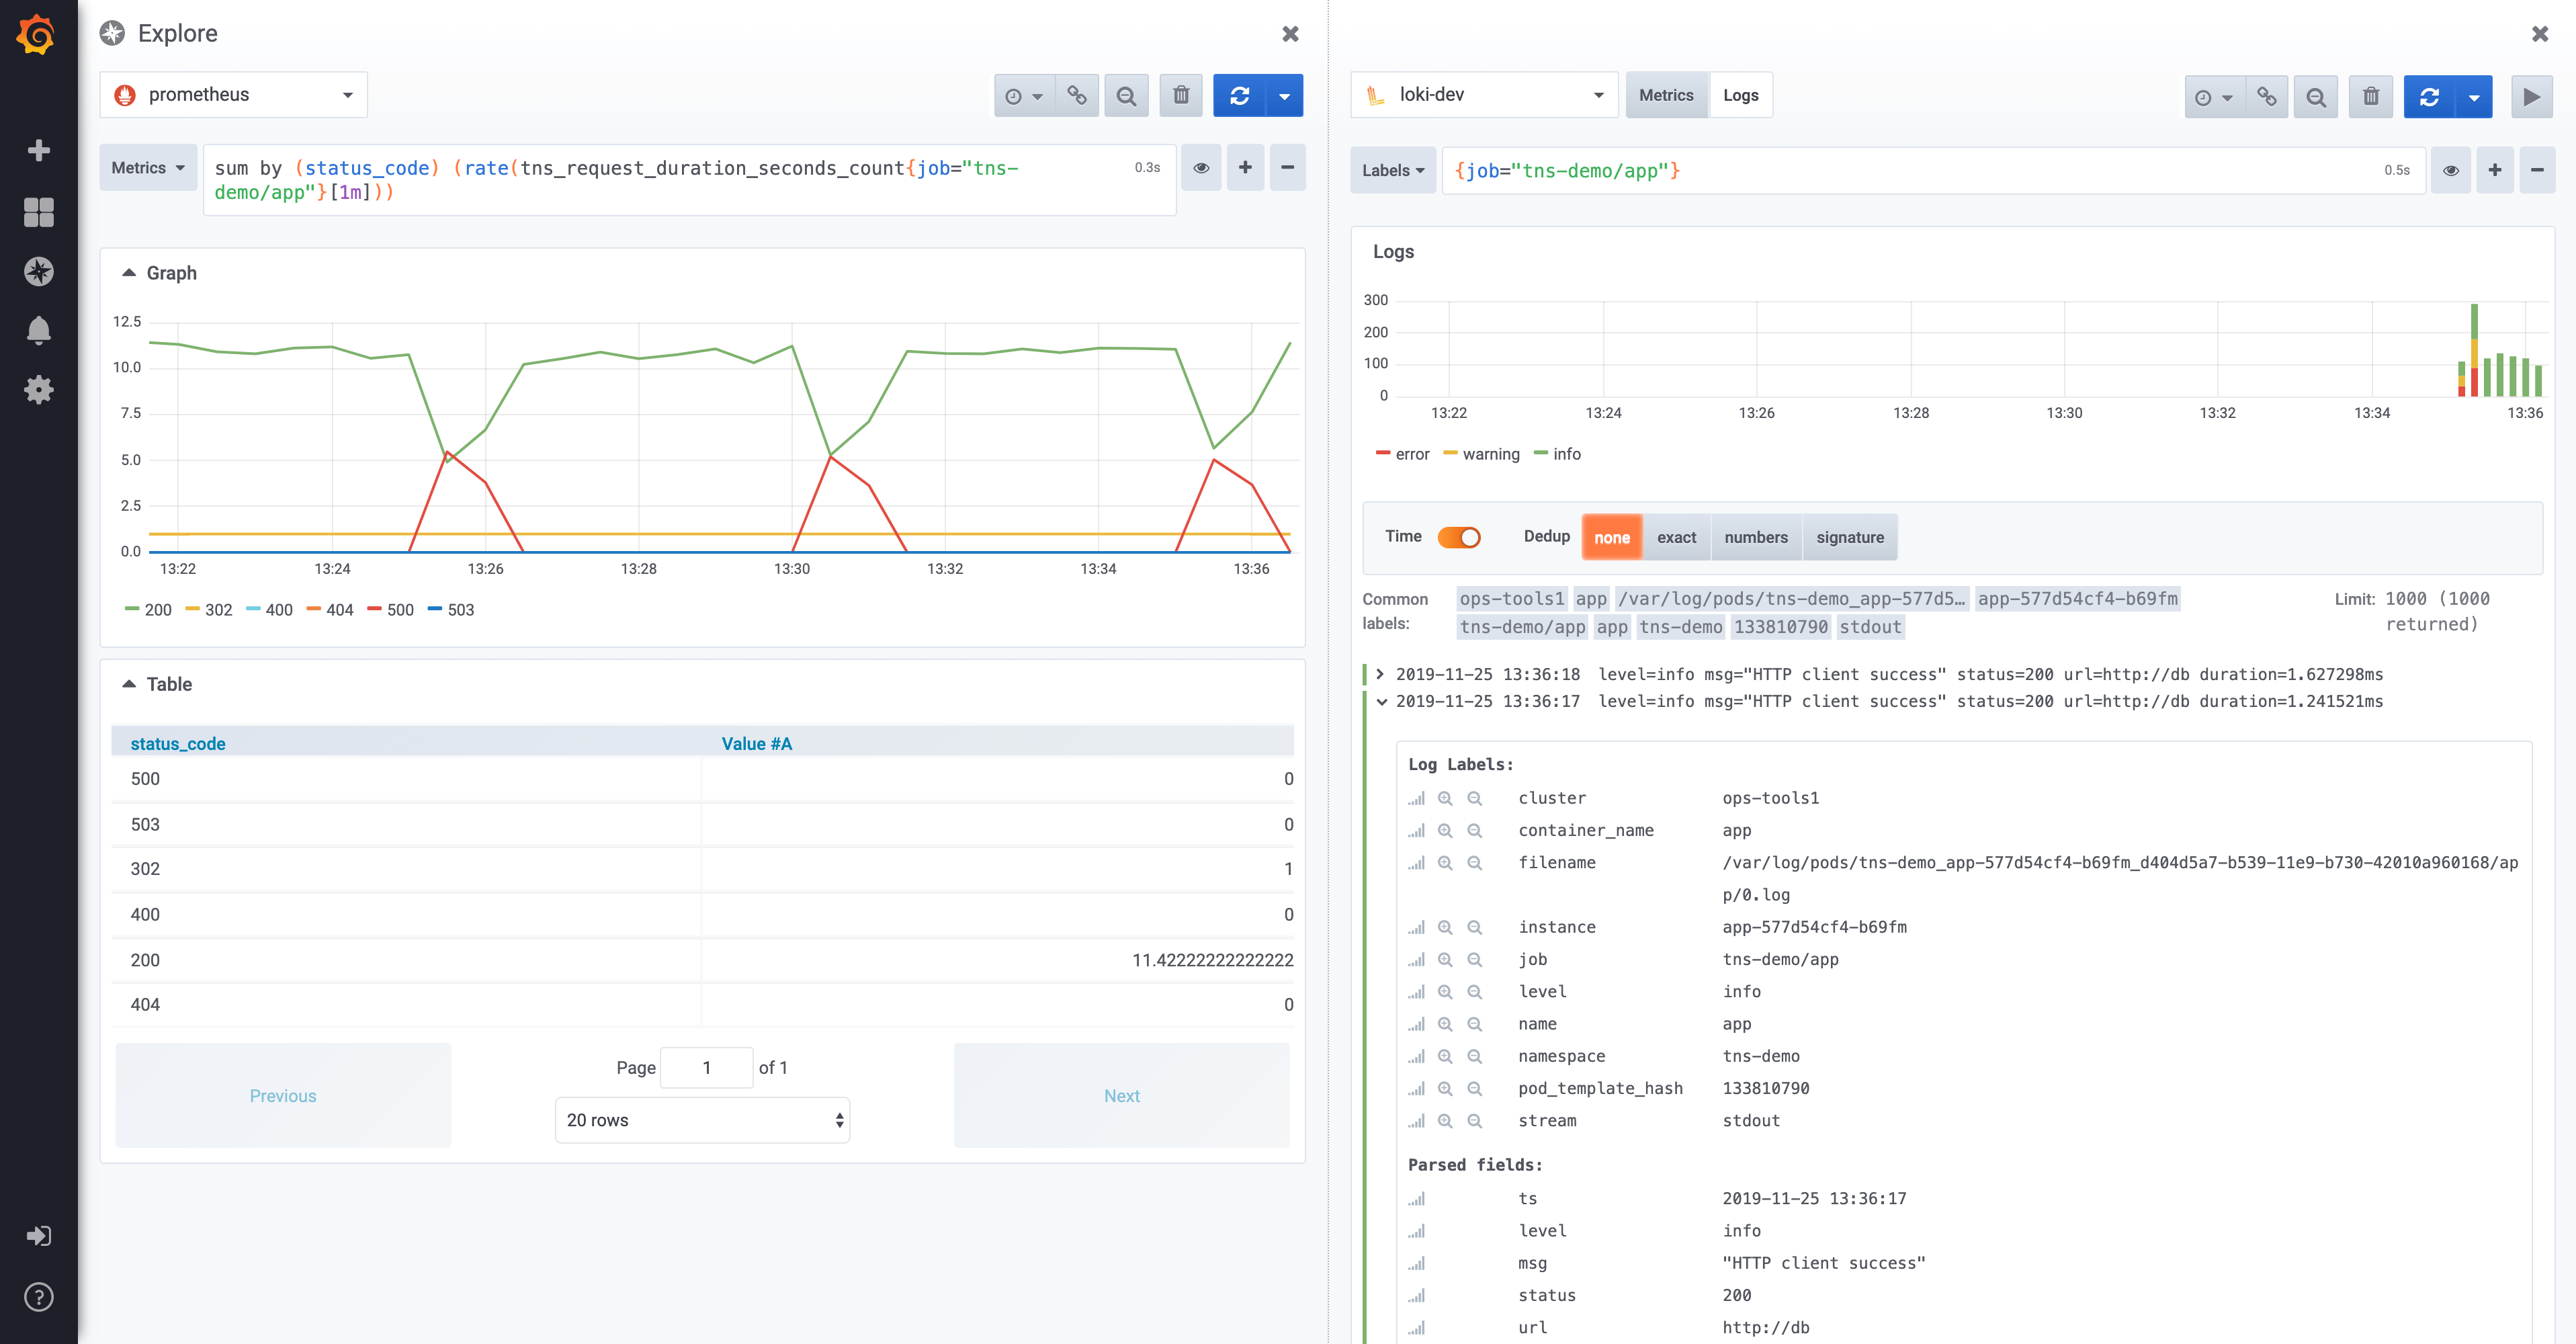 Explore
prometheus
Metrics
sum by (status_code) (rate(tns_request_duration_seconds_count{job="tns-
demo/app"}[1m]))
0.3s
Graph
12.5
10.0
7.5
5.0
2.5
0.0
13:22 13:24 13:26 13:28 13:30 13:32 13:34 13:36
200 302 400 404 500 503
Table
status_code Value #A
500 0
503 0
302 1
400 0
200 11.42222222222222
404 0
Previous
Page 1 of 1
20 rows
Next
loki-dev
Metrics Logs
Labels
{job="tns-demo/app"}
0.5s
Logs
300
200
100
0
13:22 13:24 13:26 13:28 13:30 13:32 13:34 13:36
error warning info
Time Dedup none exact numbers signature
Common
labels:
ops-tools1 app /var/log/pods/tns-demo_app-577d5… app-577d54cf4-b69fm
tns-demo/app app tns-demo 133810790 stdout
Limit: 1000 (1000
returned)
2019-11-25 13:36:18 level=info msg="HTTP client success" status=200 url=http://db duration=1.627298ms
2019-11-25 13:36:17 level=info msg="HTTP client success" status=200 url=http://db duration=1.241521ms
Log Labels:
cluster ops-tools1
container_name app
filename /var/log/pods/tns-demo_app-577d54cf4-b69fm_d404d5a7-b539-11e9-b730-42010a960168/ap
p/0.log
instance app-577d54cf4-b69fm
job tns-demo/app
level info
name app
namespace tns-demo
pod_template_hash 133810790
stream stdout
Parsed fields:
ts 2019-11-25 13:36:17
level info
msg "HTTP client success"
status 200
url http://db